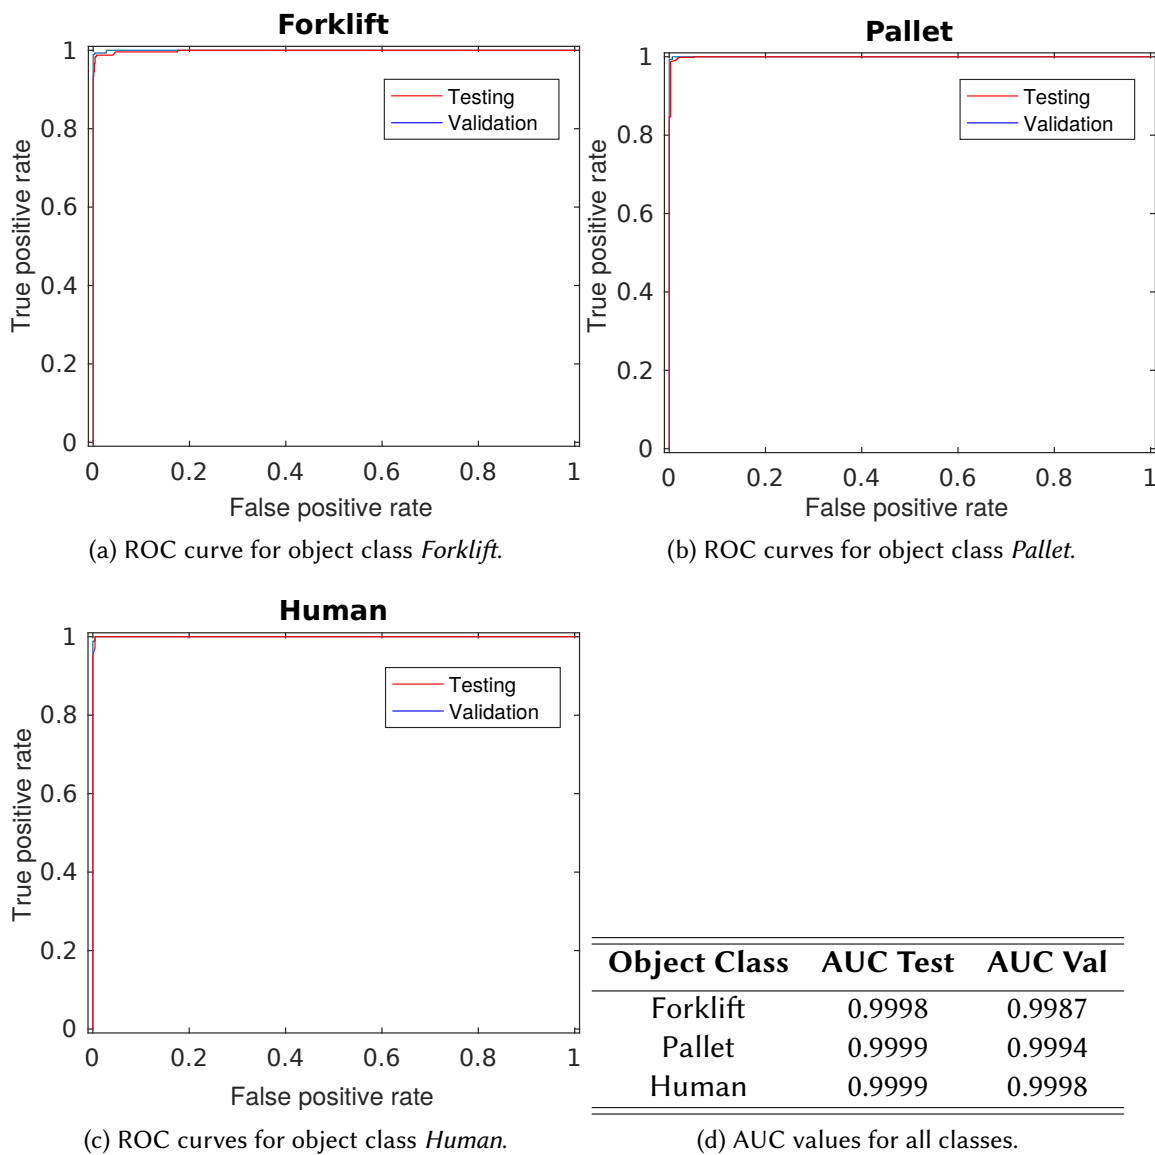 Forklift
1
0.8
0.6
0.4
0.2
0
True positive rate
Testing
Validation
0 0.2 0.4 0.6 0.8 1
False positive rate
(a) ROC curve for object class Forklift.
Pallet
1
0.8
0.6
0.4
0.2
0
True positive rate
Testing
Validation
0 0.2 0.4 0.6 0.8 1
False positive rate
(b) ROC curves for object class Pallet.
Human
1
0.8
0.6
0.4
0.2
0
True positive rate
Testing
Validation
0 0.2 0.4 0.6 0.8 1
False positive rate
(c) ROC curves for object class Human.
Object Class AUC Test AUC Val
Forklift 0.9998 0.9987
Pallet 0.9999 0.9994
Human 0.9999 0.9998
(d) AUC values for all classes.